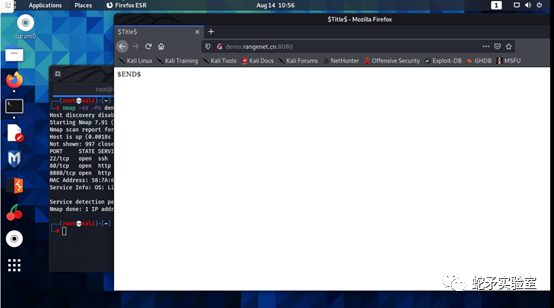 Applications Places Firefox ESR Aug 14 10:56 1
$Title$ - Mozilla Firefox
cdrom0
$Title$
demo.rangenet.cn:8080
Kali Linux Kali Training Kali Tools Kali Docs Kali Forums NetHunter Offensive Security Exploit-DB GHDB MSFU
$END$
root@
(root💀kali)-[~]
# nmap -sV -Pn dem
Host discovery disab
Starting Nmap 7.91
Nmap scan report for
Host is up (0.0018s
Not shown: 997 close
PORT STATE SERVI
22/tcp open ssh
80/tcp open http
8080/tcp open http
MAC Address: 58:7A:6
Service Info: OS: Li
Service detection pe
Nmap done: 1 IP addr
(root💀kali)-[~]
#
蛇矛实验室